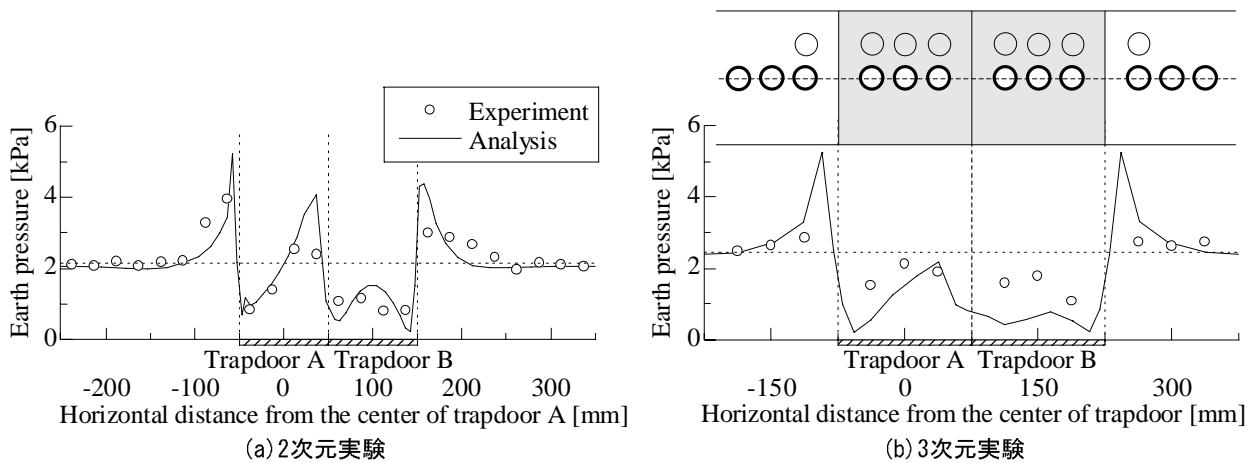 Experiment
Analysis
Earth pressure [kPa]
6
4
2
0
Trapdoor A
Trapdoor B
-200
-100
0
100
200
300
Horizontal distance from the center of trapdoor A [mm]
(a)2次元実験
Earth pressure [kPa]
6
4
2
0
Trapdoor A
Trapdoor B
-150
0
150
300
Horizontal distance from the center of trapdoor [mm]
(b)3次元実験